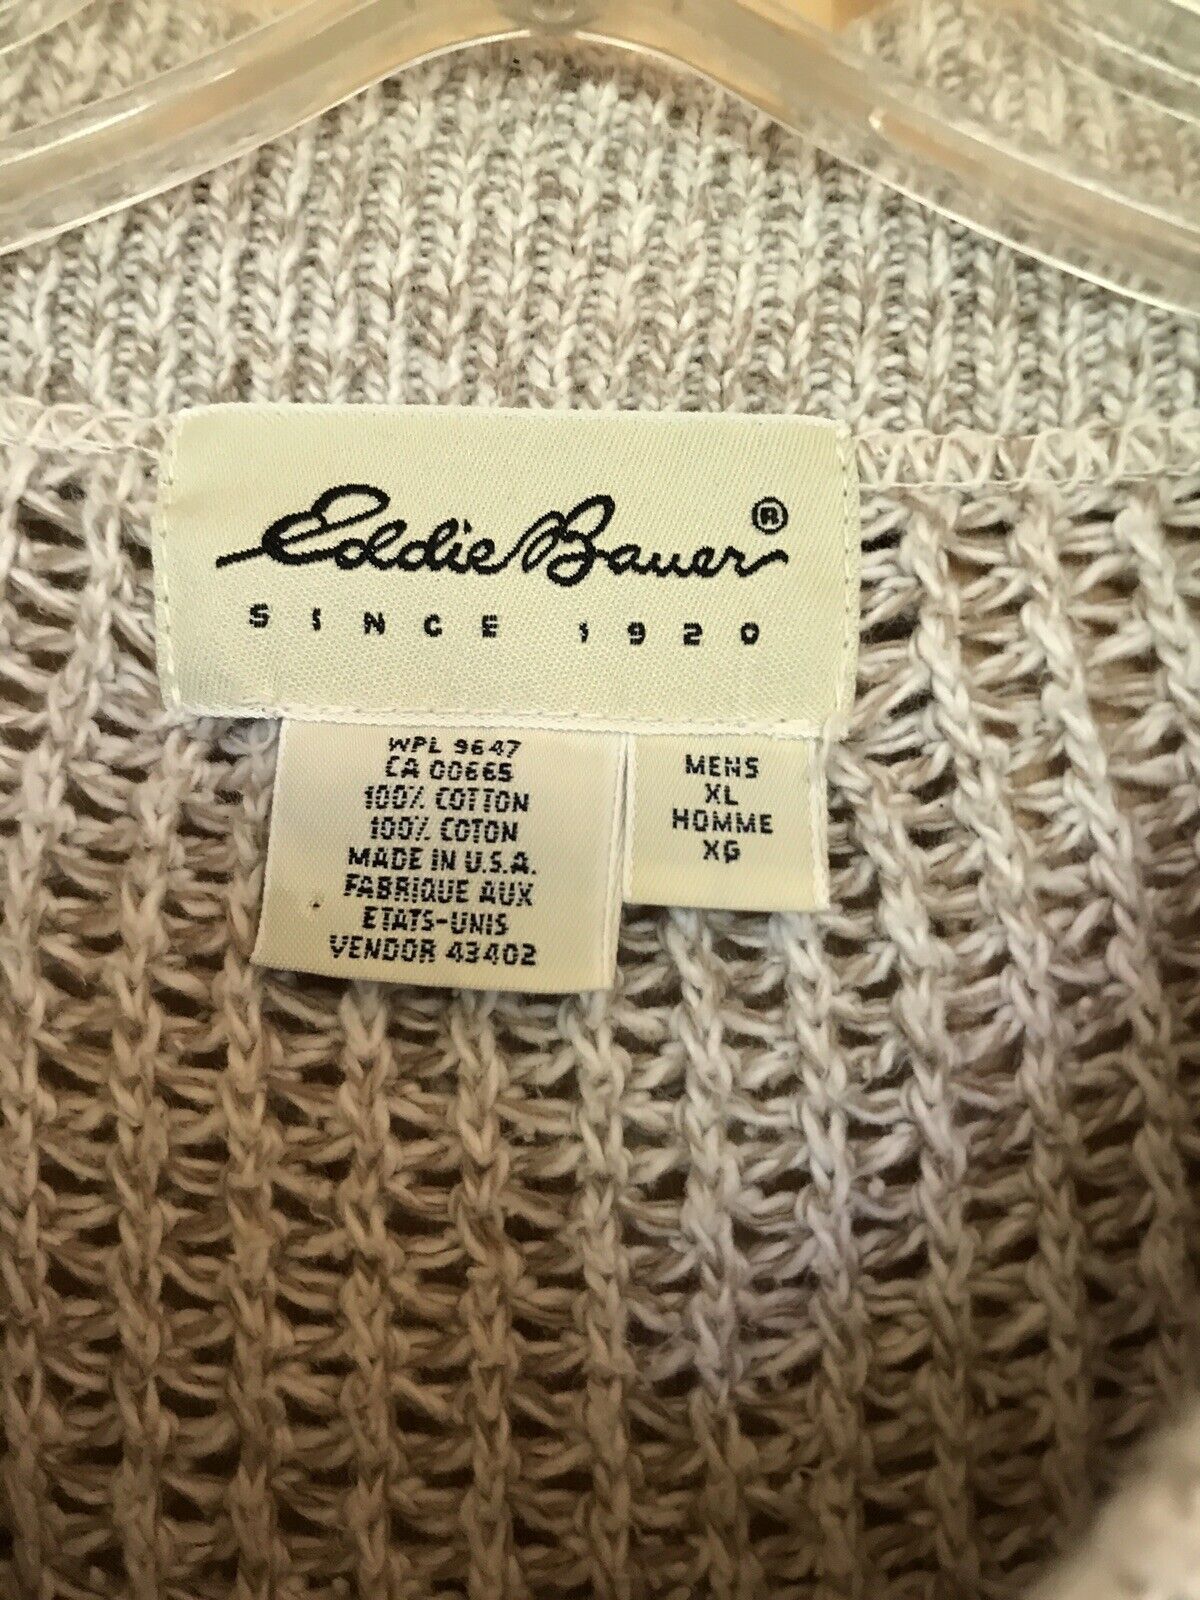 Eddie Bauer ®
SINCE 1920
WPL 9647
CA 00665
100% COTTON
100% COTON
MADE IN U.S.A.
FABRIQUE AUX
ETATS-UNIS
VENDOR 43402
MENS
XL
HOMME
XG